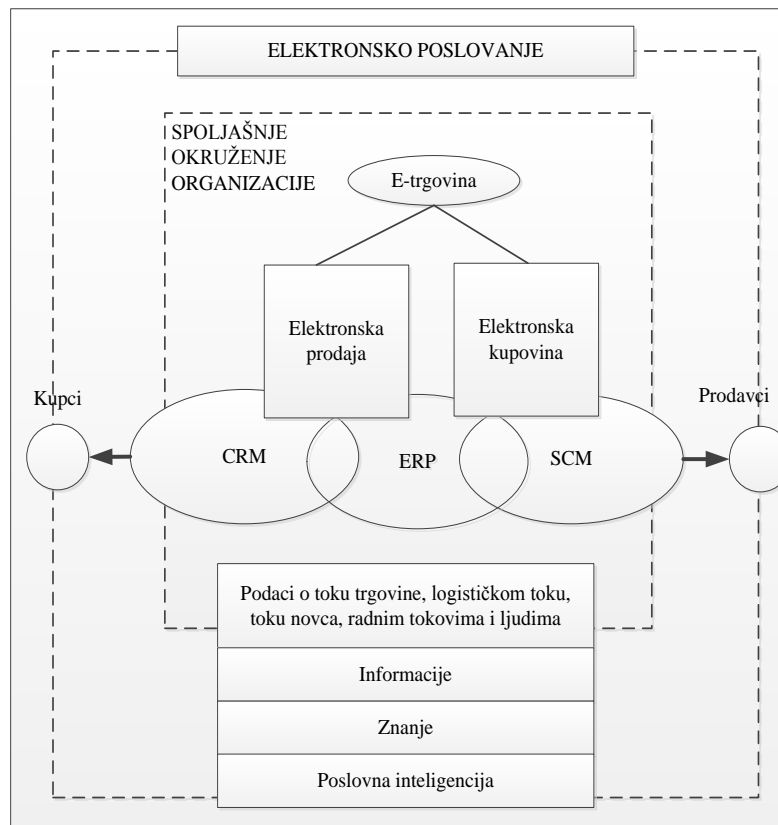 ELEKTRONSKO POSLOVANJE
SPOLJAŠNJE
OKRUŽENJE
ORGANIZACIJE
E-trgovina
Elektronska
prodaja
Elektronska
kupovina
Kupci
Prodavci
CRM
ERP
SCM
Podaci o toku trgovine, logističkom toku,
toku novca, radnim tokovima i ljudima
Informacije
Znanje
Poslovna inteligencija